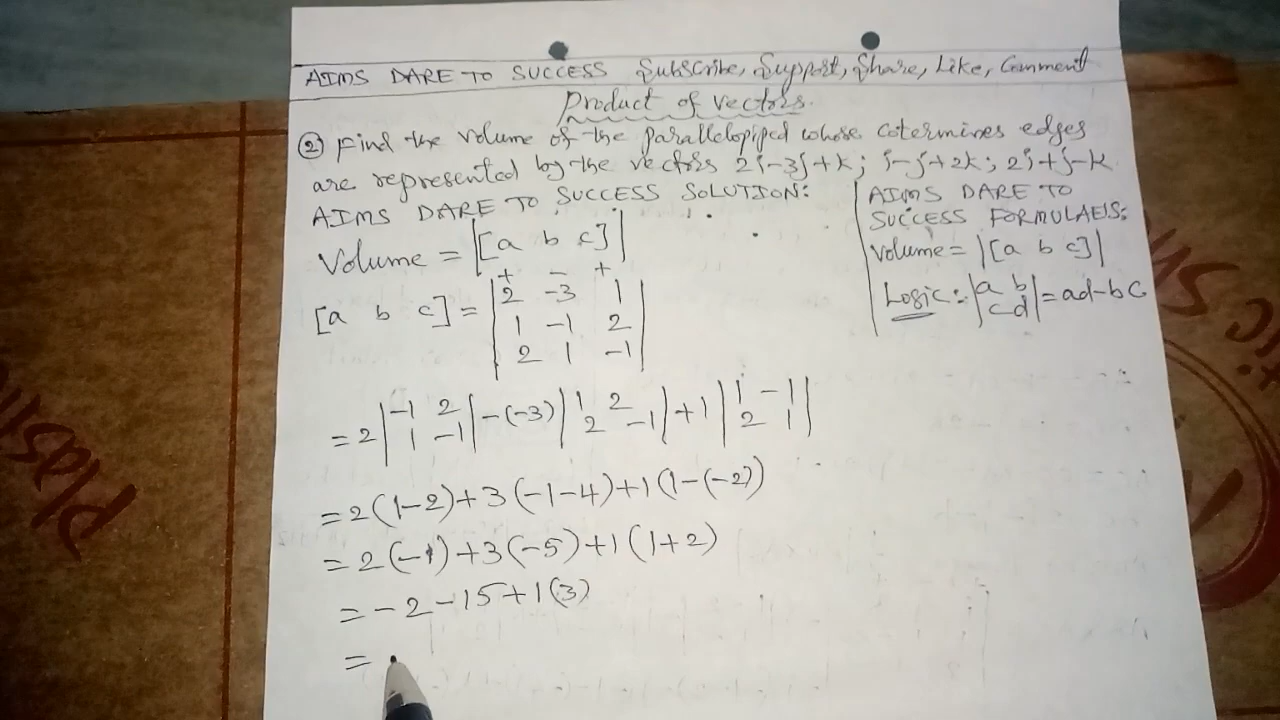 AIMS DARE TO SUCCESS Subscribe, Support, Share, Like, Comment
Product of vectors.
② Find the volume of the parallelopiped whose cotermines edges
are represented by the vectors 2i-3j+k; i-j+2k; 2i+j-k
AIMS DARE TO SUCCESS SOLUTION:
Volume = |[a b c]|
+ - +
[a b c] = |2 -3 1|
|1 -1 2|
|2 1 -1|
= 2|-1 2| -(-3)|1 2| +1|1 -1|
|1 -1| |2 -1| |2 1|
= 2(1-2)+3(-1-4)+1(1-(-2))
= 2(-1)+3(-5)+1(1+2)
= -2-15+1(3)
=
AIMS DARE TO
SUCCESS FORMULAEIS:
Volume = |[a b c]|
Logic:- |a b| = ad-bc
|c d|
Plastic